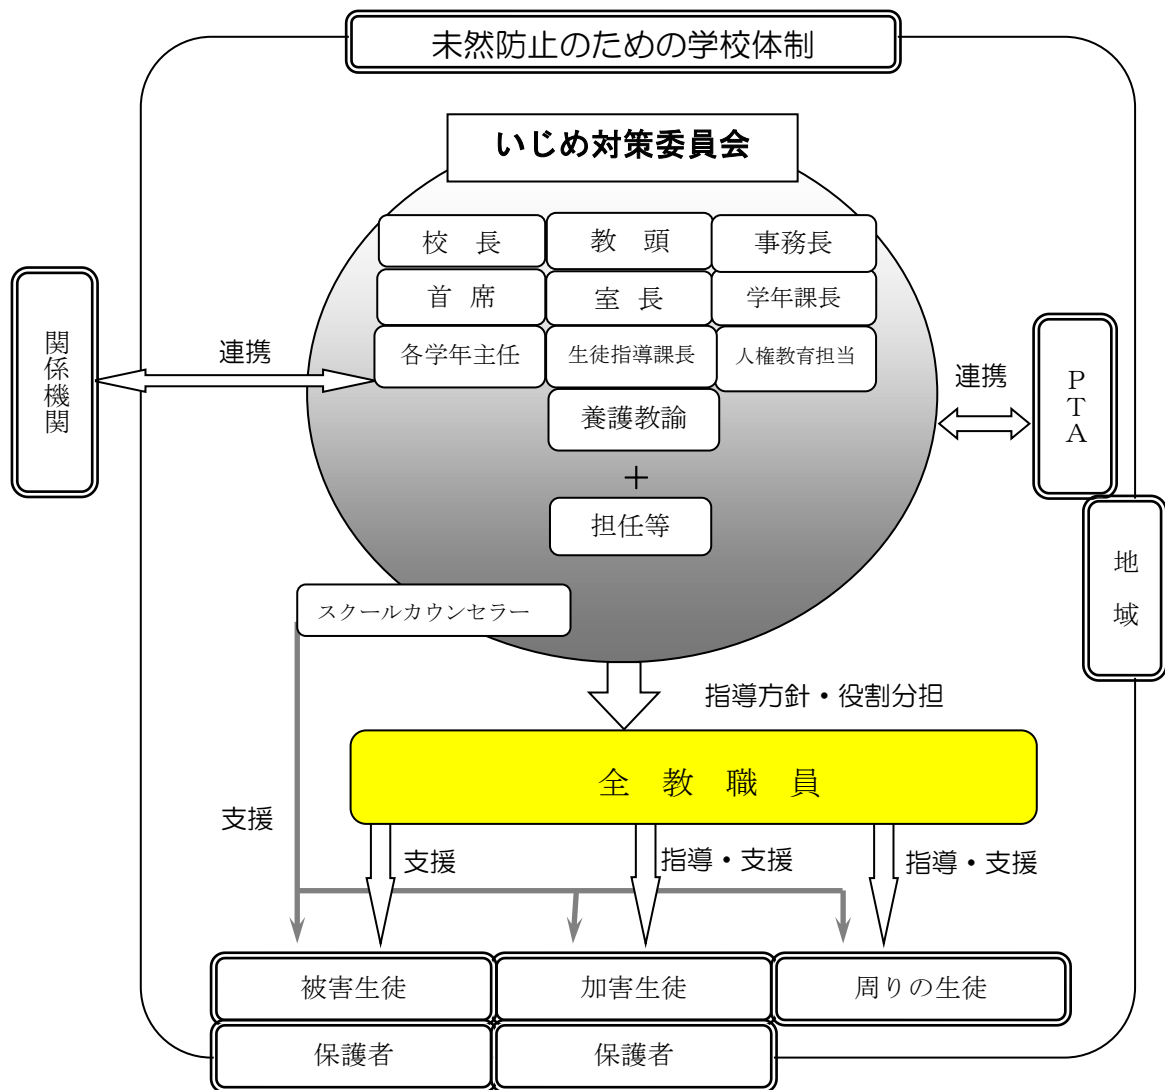 未然防止のための学校体制
いじめ対策委員会
校　長
教　頭
事務長
首　席
室　長
学年課長
各学年主任
生徒指導課長
人権教育担当
養護教諭
＋
担任等
スクールカウンセラー
関係機関
連携
連携
ＰＴＡ
地域
指導方針・役割分担
全　教　職　員
支援
支援
指導・支援
指導・支援
被害生徒
加害生徒
周りの生徒
保護者
保護者